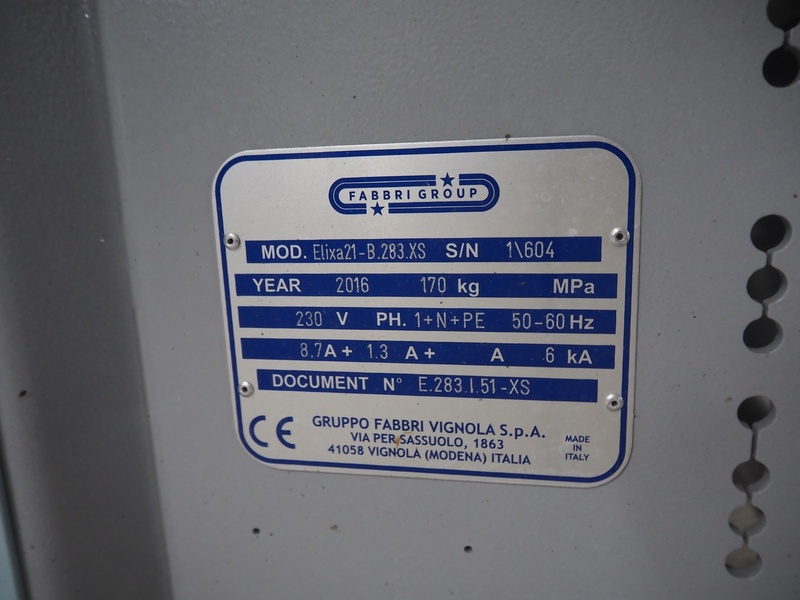 FABBRI GROUP
MOD. Elixa21-B.283.XS S/N 1\604
YEAR 2016 170 kg MPa
230 V PH. 1+N+PE 50-60 Hz
8.7 A + 1.3 A + A 6 kA
DOCUMENT N° E.283.I.51-XS
CE GRUPPO FABBRI VIGNOLA S.p.A.
VIA PER SASSUOLO, 1863
41058 VIGNOLA (MODENA) ITALIA
MADE
IN
ITALY